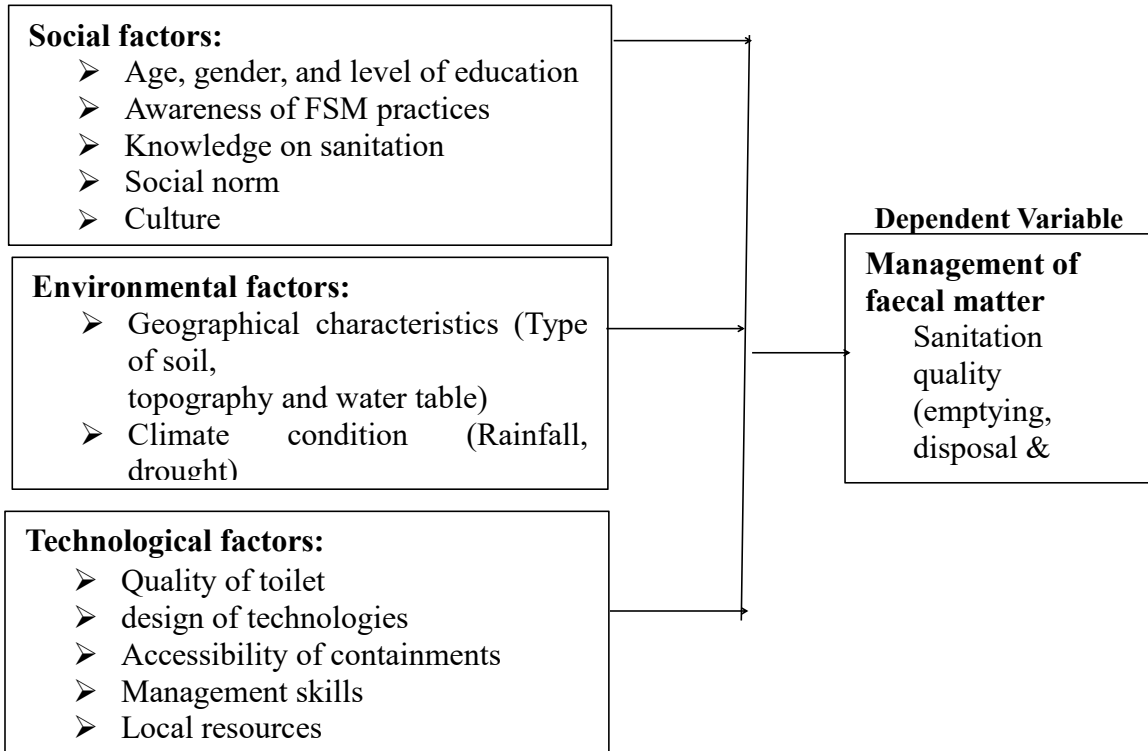 Social factors:
➢ Age, gender, and level of education
➢ Awareness of FSM practices
➢ Knowledge on sanitation
➢ Social norm
➢ Culture
Environmental factors:
➢ Geographical characteristics (Type
of soil,
topography and water table)
➢ Climate condition (Rainfall,
drought)
Technological factors:
➢ Quality of toilet
➢ design of technologies
➢ Accessibility of containments
➢ Management skills
➢ Local resources
Dependent Variable
Management of
faecal matter
Sanitation
quality
(emptying,
disposal &